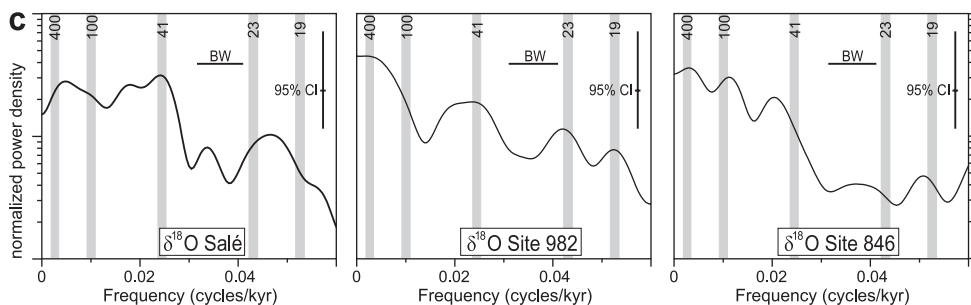 c
400 100 41 23 19
BW
95% CI
normalized power density
δ18O Salé
0 0.02 0.04
Frequency (cycles/kyr)
400 100 41 23 19
BW
95% CI
δ18O Site 982
0 0.02 0.04
Frequency (cycles/kyr)
400 100 41 23 19
BW
95% CI
δ18O Site 846
0 0.02 0.04
Frequency (cycles/kyr)